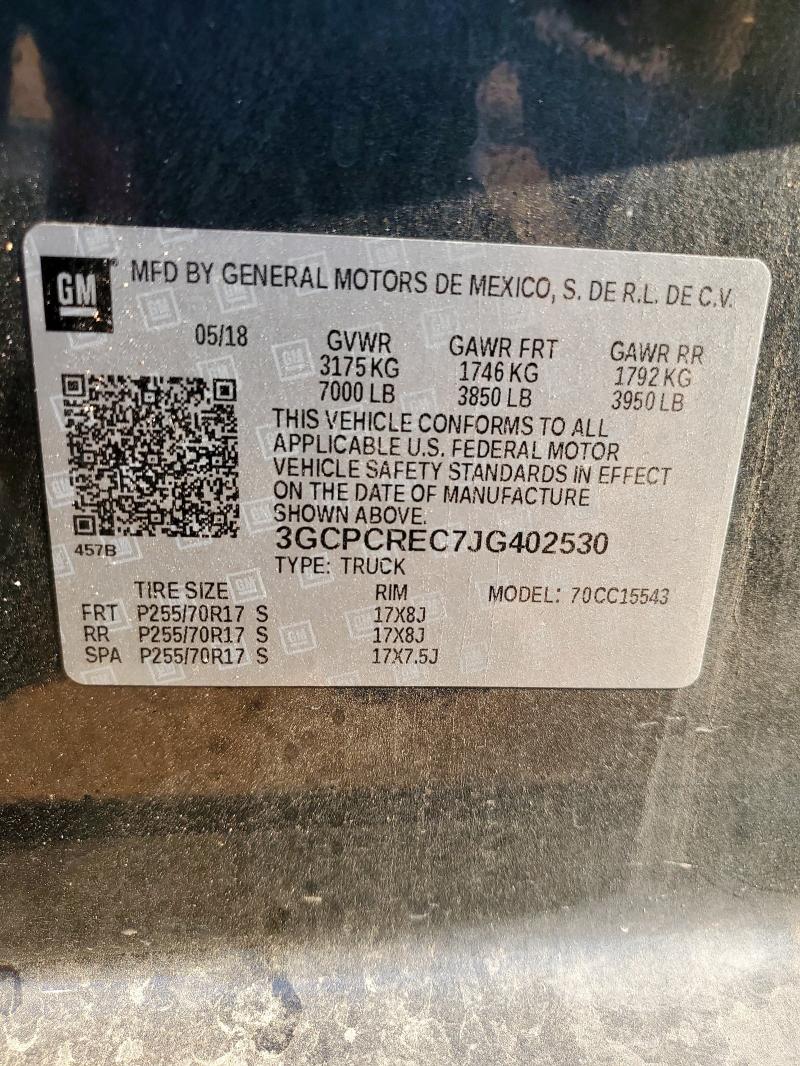 GM
MFD BY GENERAL MOTORS DE MEXICO, S. DE R.L. DE C.V.
05/18
GVWR GAWR FRT GAWR RR
3175 KG 1746 KG 1792 KG
7000 LB 3850 LB 3950 LB
THIS VEHICLE CONFORMS TO ALL
APPLICABLE U.S. FEDERAL MOTOR
VEHICLE SAFETY STANDARDS IN EFFECT
ON THE DATE OF MANUFACTURE
SHOWN ABOVE.
457B
3GCPCREC7JG402530
TYPE: TRUCK
TIRE SIZE RIM MODEL: 70CC15543
FRT P255/70R17 S 17X8J
RR P255/70R17 S 17X8J
SPA P255/70R17 S 17X7.5J